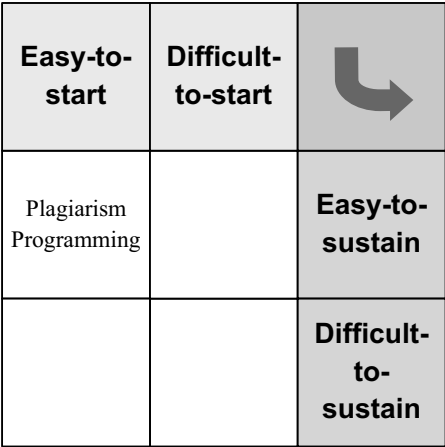 Easy-to-
start
Difficult-
to-start
Plagiarism
Programming
Easy-to-
sustain
Difficult-
to-
sustain